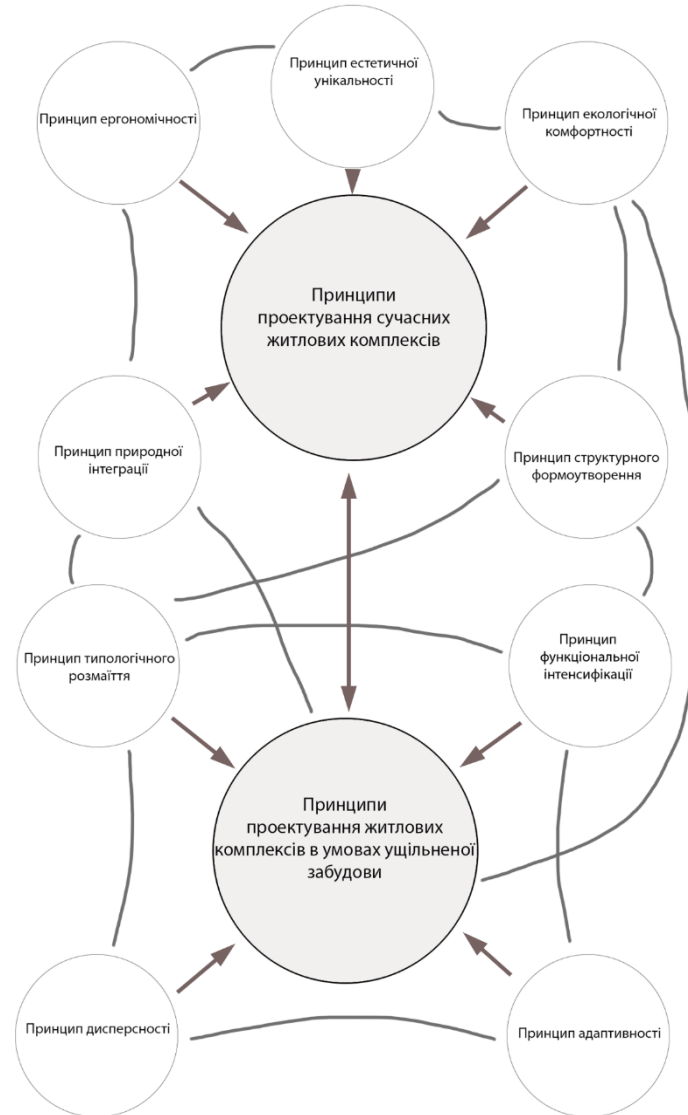 Принцип естетичної
унікальності
Принцип ергономічності
Принцип екологічної
комфортності
Принципи
проектування сучасних
житлових комплексів
Принцип природної
інтеграції
Принцип структурного
формоутворення
Принцип типологічного
розмаїття
Принцип
функціональної
інтенсифікації
Принципи
проектування житлових
комплексів в умовах ущільненої
забудови
Принцип дисперсності
Принцип адаптивності